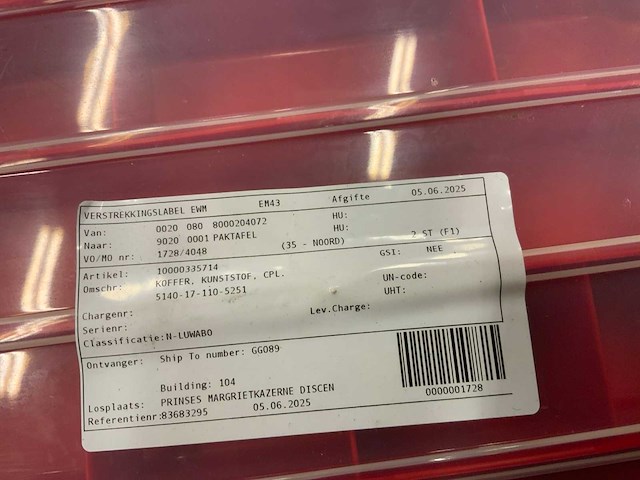 VERSTREKKINGSLABEL EWM EM43 Afgifte 05.06.2025
Van: 0020 080 8000204072 HU:
Naar: 9020 0001 PAKTAFEL HU:
VO/MO nr: 1728/4048 (35 - NOORD) 2 ST (F1)
Artikel: 10000335714 GSI: NEE
Omschr: KOFFER, KUNSTSTOF, CPL.
5140-17-110-5251 UN-code:
UHT:
Chargenr: Lev.Charge:
Serienr:
Classificatie:N-LUWABO
Ontvanger: Ship To number: GG089
Building: 104
Losplaats: PRINSES MARGRIETKAZERNE DISCEN
Referentienr:83683295 05.06.2025
0000001728